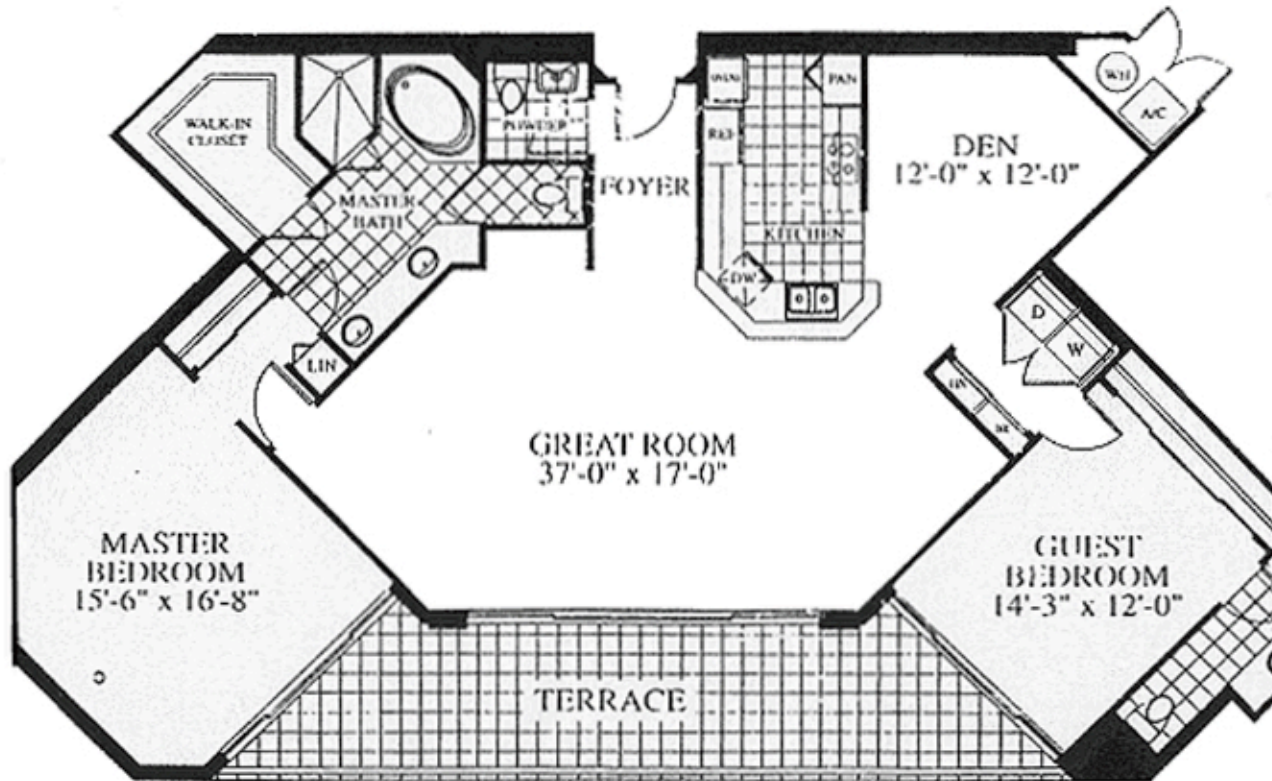 WALK-IN
CLOSET
POWDER
PAN
WH
A/C
REF
DEN
12'-0" x 12'-0"
FOYER
MASTER
BATH
KITCHEN
DW
D
W
LIN
GREAT ROOM
37'-0" x 17'-0"
MASTER
BEDROOM
15'-6" x 16'-8"
GUEST
BEDROOM
14'-3" x 12'-0"
TERRACE